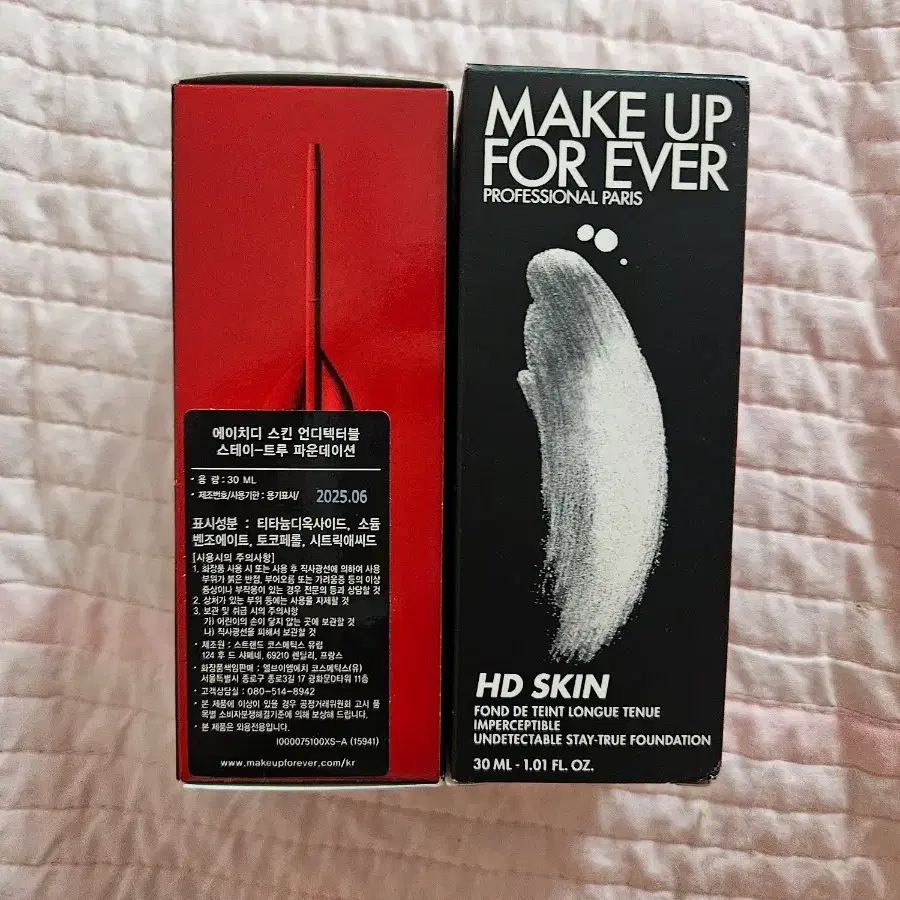 에이치디 스킨 언디텍터블
스테이-트루 파운데이션
· 용 량 : 30 ML
· 제조번호/사용기한 : 용기표시/ 2025.06
표시성분 : 티타늄디옥사이드, 소듐
벤조에이트, 토코페롤, 시트릭애씨드
[사용시의 주의사항]
1. 화장품 사용 시 또는 사용 후 직사광선에 의하여 사용
부위가 붉은 반점, 부어오름 또는 가려움증 등의 이상
증상이나 부작용이 있는 경우 전문의 등과 상담할 것
2. 상처가 있는 부위 등에는 사용을 자제할 것
3. 보관 및 취급 시의 주의사항
가) 어린이의 손이 닿지 않는 곳에 보관할 것
나) 직사광선을 피해서 보관할 것
· 제조원 : 스트랜드 코스메틱스 유럽
124 후 드 샤페네, 69210 렌틸리, 프랑스
· 화장품책임판매 : 엘브이엠에치 코스메틱스(유)
서울특별시 종로구 종로3길 17 광화문D타워 11층
· 고객상담실 : 080-514-8942
· 본 제품에 이상이 있을 경우 공정거래위원회 고시 품
목별 소비자분쟁해결기준에 의해 보상해 드립니다.
· 본 제품은 외용전용입니다.
I000075100XS-A (15941)
www.makeupforever.com/kr
MAKE UP
FOR EVER
PROFESSIONAL PARIS
HD SKIN
FOND DE TEINT LONGUE TENUE
IMPERCEPTIBLE
UNDETECTABLE STAY-TRUE FOUNDATION
30 ML - 1.01 FL. OZ.